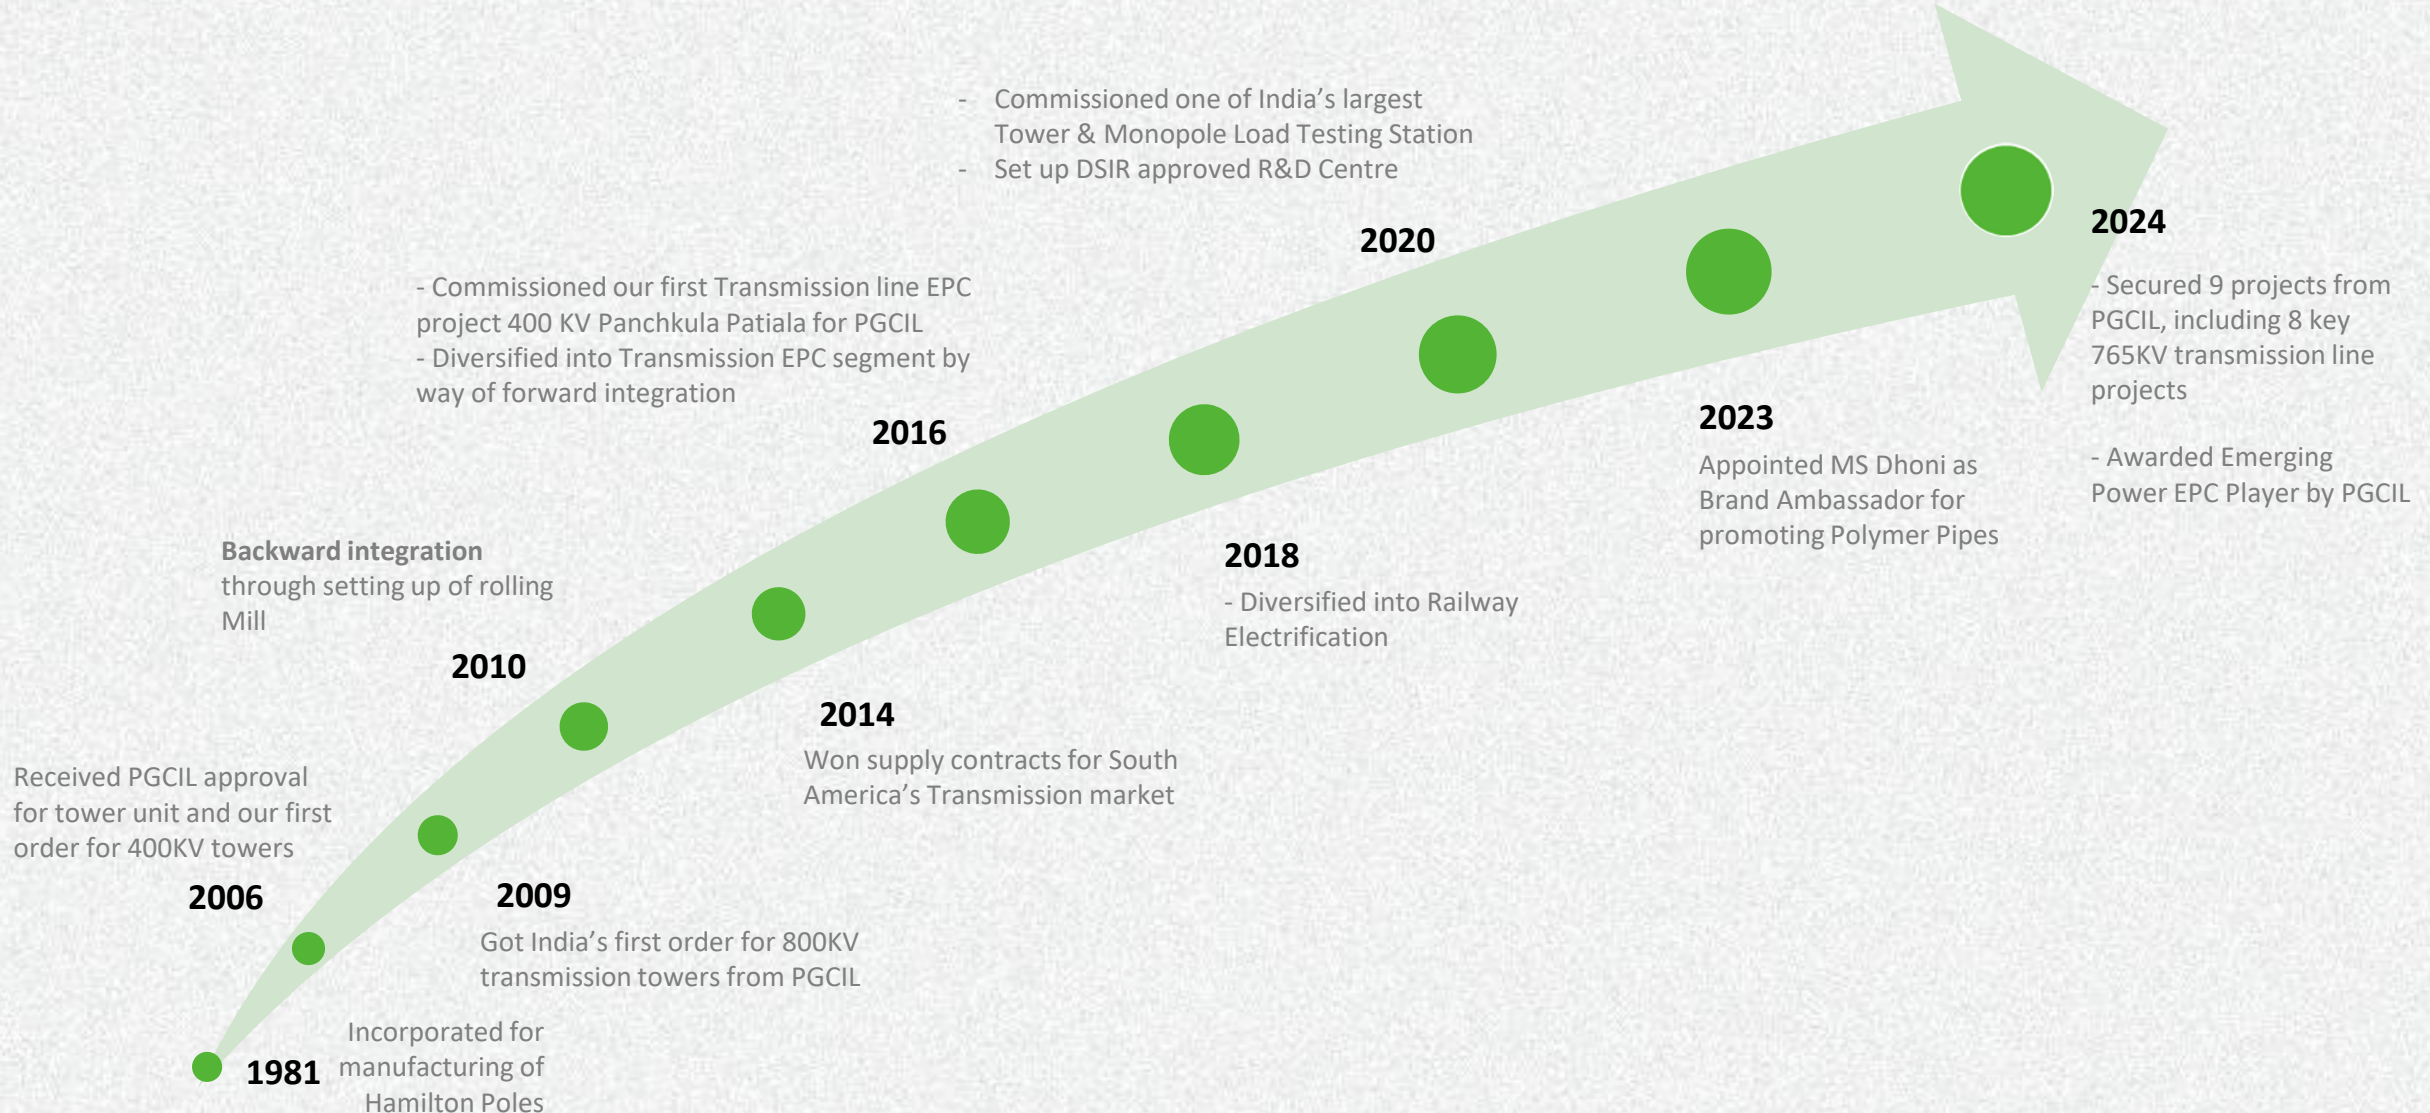 - Commissioned one of India’s largest
Tower & Monopole Load Testing Station
- Set up DSIR approved R&D Centre
2020
- Commissioned our first Transmission line EPC
project 400 KV Panchkula Patiala for PGCIL
- Diversified into Transmission EPC segment by
way of forward integration
2016
Backward integration
through setting up of rolling
Mill
2010
Received PGCIL approval
for tower unit and our first
order for 400KV towers
2006
1981
Incorporated for
manufacturing of
Hamilton Poles
2009
Got India’s first order for 800KV
transmission towers from PGCIL
2014
Won supply contracts for South
America’s Transmission market
2018
- Diversified into Railway
Electrification
2023
Appointed MS Dhoni as
Brand Ambassador for
promoting Polymer Pipes
2024
- Secured 9 projects from
PGCIL, including 8 key
765KV transmission line
projects
- Awarded Emerging
Power EPC Player by PGCIL